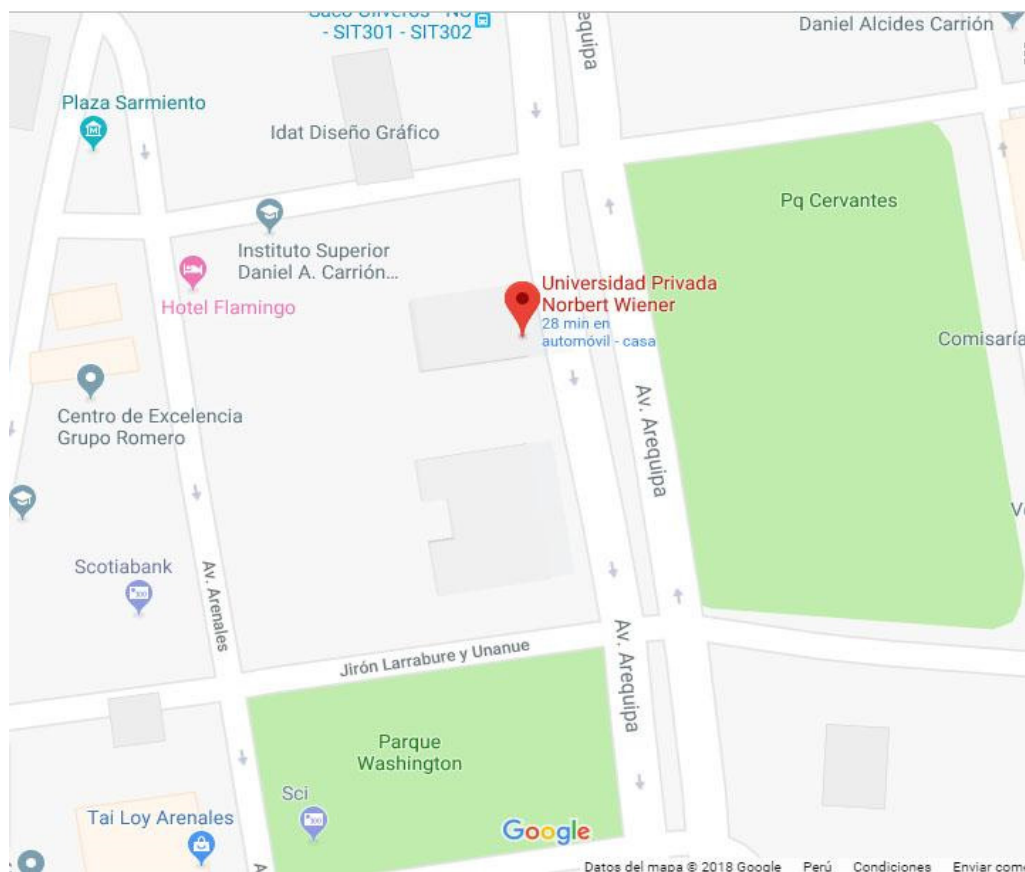 - SIT301 - SIT302
equipa
Daniel Alcides Carrión
Plaza Sarmiento
Idat Diseño Gráfico
Pq Cervantes
Instituto Superior
Daniel A. Carrión...
Hotel Flamingo
Universidad Privada
Norbert Wiener
28 min en
automóvil - casa
Comisaría
Centro de Excelencia
Grupo Romero
Av. Arequipa
Scotiabank
Av. Arenales
Jirón Larrabure y Unanue
Av. Arequipa
Parque
Washington
Sci
Tai Loy Arenales
Google
Datos del mapa © 2018 Google Perú Condiciones Enviar come